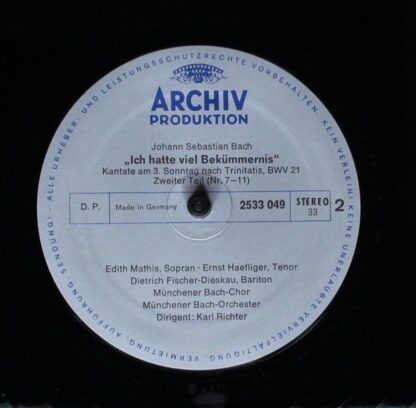 ALLE URHEBER- UND LEISTUNGSSCHUTZRECHTE VORBEHALTEN. KEIN VERLEIH! KEINE UNERLAUBTE VERVIELFÄLTIGUNG, VERMIETUNG, AUFFÜHRUNG, SENDUNG!
ARCHIV
PRODUKTION
Johann Sebastian Bach
„Ich hatte viel Bekümmernis“
Kantate am 3. Sonntag nach Trinitatis, BWV 21
Zweiter Teil (Nr. 7–11)
D. P. Made in Germany 2533 049 STEREO 33 2
Edith Mathis, Sopran · Ernst Haefliger, Tenor
Dietrich Fischer-Dieskau, Bariton
Münchener Bach-Chor
Münchener Bach-Orchester
Dirigent: Karl Richter